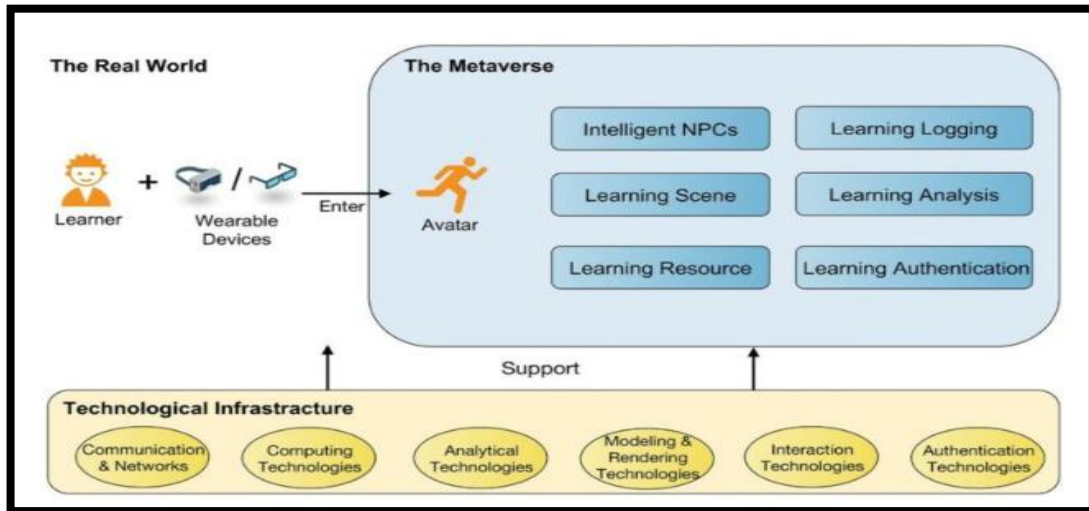 The Real World
The Metaverse
Intelligent NPCs
Learning Logging
+
/
Learner
Wearable
Devices
Enter
Avatar
Learning Scene
Learning Analysis
Learning Resource
Learning Authentication
Support
Technological Infrastracture
Communication
& Networks
Computing
Technologies
Analytical
Technologies
Modeling &
Rendering
Technologies
Interaction
Technologies
Authentication
Technologies